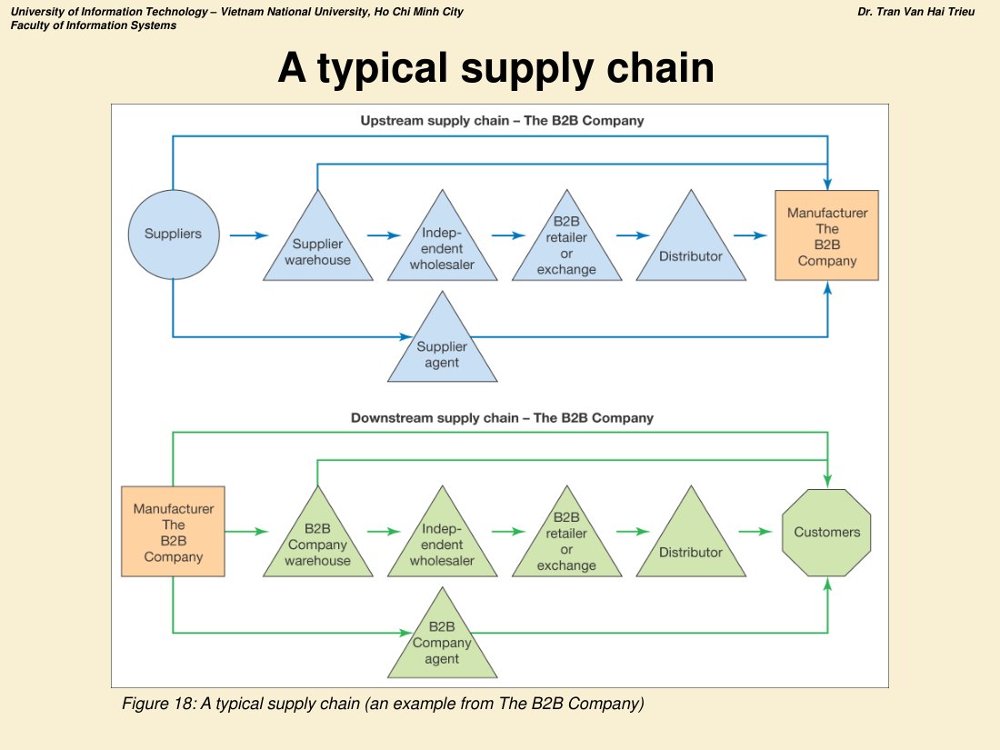 University of Information Technology – Vietnam National University, Ho Chi Minh City
Faculty of Information Systems
Dr. Tran Van Hai Trieu
A typical supply chain
Upstream supply chain – The B2B Company
Suppliers
Supplier
warehouse
Indep-
endent
wholesaler
B2B
retailer
or
exchange
Distributor
Manufacturer
The
B2B
Company
Supplier
agent
Downstream supply chain – The B2B Company
Manufacturer
The
B2B
Company
B2B
Company
warehouse
Indep-
endent
wholesaler
B2B
retailer
or
exchange
Distributor
Customers
B2B
Company
agent
Figure 18: A typical supply chain (an example from The B2B Company)